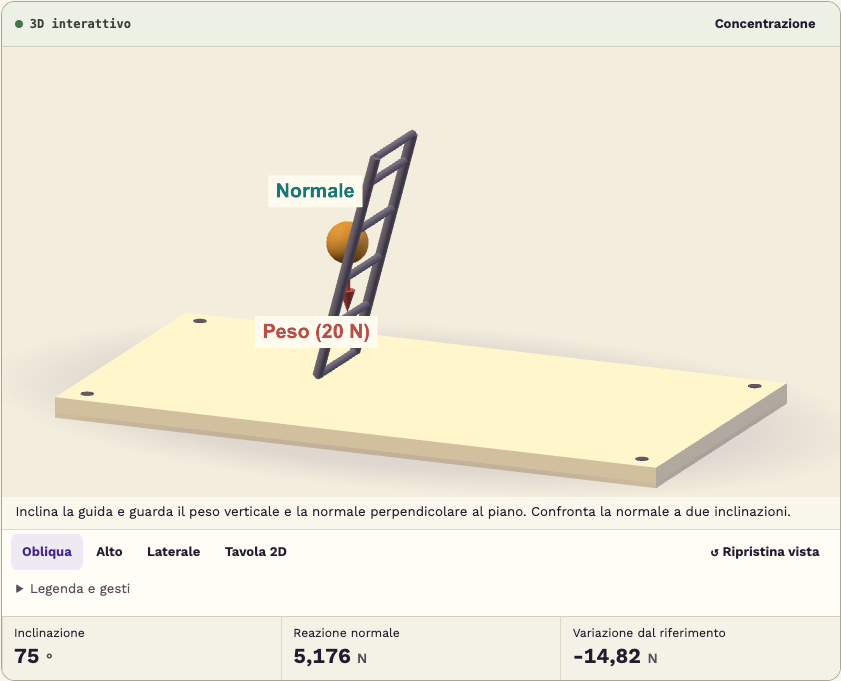 3D interattivo
Concentrazione
Normale
Peso (20 N)
Inclina la guida e guarda il peso verticale e la normale perpendicolare al piano. Confronta la normale a due inclinazioni.
Obliqua
Alto
Laterale
Tavola 2D
↺ Ripristina vista
▶ Legenda e gesti
Inclinazione
75 °
Reazione normale
5,176 N
Variazione dal riferimento
-14,82 N